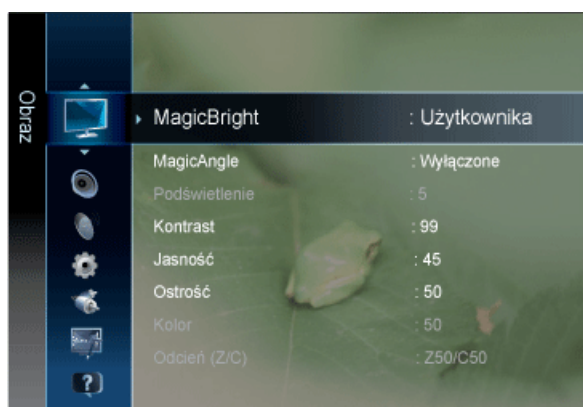 Obraz
MagicBright : Użytkownika
MagicAngle : Wyłączone
Podświetlenie : 5
Kontrast : 99
Jasność : 45
Ostrość : 50
Kolor : 50
Odcień (Z/C) : Z50/C50